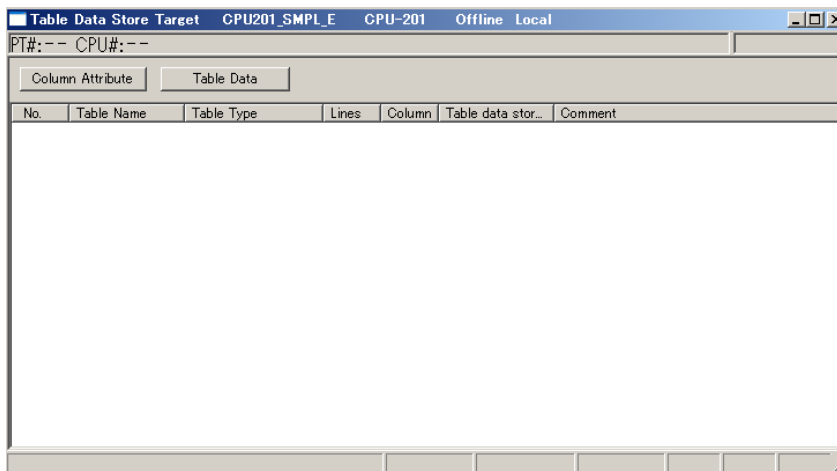 Table Data Store Target CPU201_SMPL_E CPU-201 Offline Local
PT#:-- CPU#:--
Column Attribute Table Data
No. Table Name Table Type Lines Column Table data stor... Comment